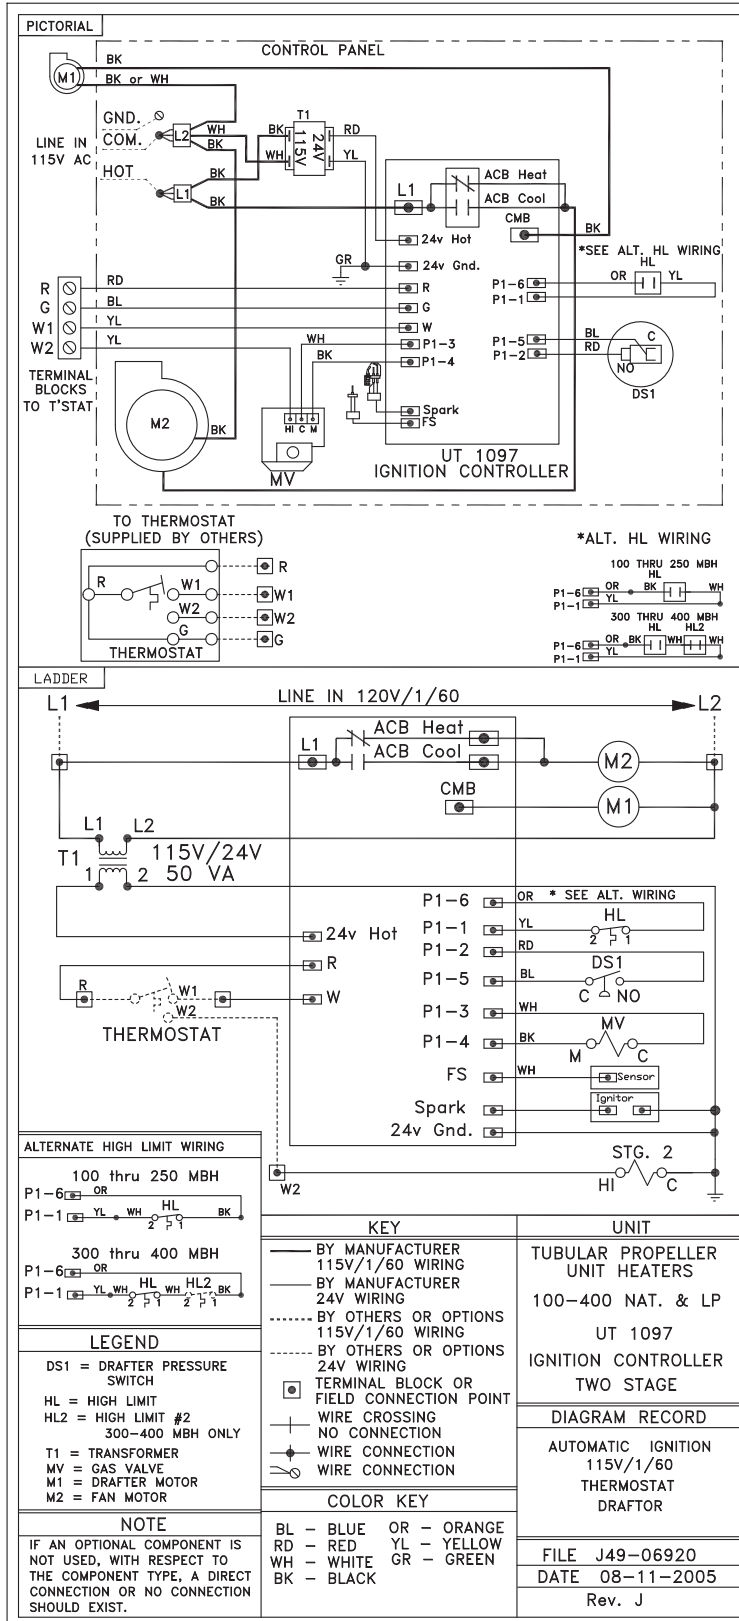 PICTORIAL
CONTROL PANEL
M1
BK
BK or WH
GND.
COM.
LINE IN
115V AC
HOT
L2
WH
BK
L1
BK
BK
T1
BK
WH
115V
24V
RD
YL
L1
ACB Heat
ACB Cool
CMB
BK
24v Hot
GR
24v Gnd.
*SEE ALT. HL WIRING
HL
OR
YL
P1-6
P1-1
R
RD
R
G
BL
G
W1
YL
W
W2
YL
WH
P1-3
BK
P1-4
P1-5
BL
C
P1-2
RD
NO
DS1
TERMINAL
BLOCKS
TO T'STAT
M2
BK
HI C M
MV
Spark
FS
UT 1097
IGNITION CONTROLLER
TO THERMOSTAT
(SUPPLIED BY OTHERS)
R
R
W1
W1
W2
W2
G
G
THERMOSTAT
*ALT. HL WIRING
100 THRU 250 MBH
HL
P1-6
OR
BK
WH
P1-1
YL
300 THRU 400 MBH
HL HL2
P1-6
OR
BK
WH
WH
P1-1
YL
LADDER
L1
LINE IN 120V/1/60
L2
ACB Heat
L1
ACB Cool
M2
CMB
M1
L1 L2
T1
115V/24V
1 2
50 VA
P1-6
OR
* SEE ALT. WIRING
24v Hot
P1-1
YL
HL
2 1
P1-2
RD
R
R
W1
W
P1-5
BL
DS1
C NO
W2
THERMOSTAT
P1-3
WH
P1-4
BK
MV
M C
FS
WH
Sensor
Spark
Ignitor
24v Gnd.
W2
STG. 2
HI C
ALTERNATE HIGH LIMIT WIRING
100 thru 250 MBH
P1-6
OR
P1-1
YL
WH
HL
2 1
BK
300 thru 400 MBH
P1-6
OR
P1-1
YL
WH
HL
2 1
WH
HL2
2 1
BK
LEGEND
DS1 = DRAFTER PRESSURE
SWITCH
HL = HIGH LIMIT
HL2 = HIGH LIMIT #2
300-400 MBH ONLY
T1 = TRANSFORMER
MV = GAS VALVE
M1 = DRAFTER MOTOR
M2 = FAN MOTOR
NOTE
IF AN OPTIONAL COMPONENT IS
NOT USED, WITH RESPECT TO
THE COMPONENT TYPE, A DIRECT
CONNECTION OR NO CONNECTION
SHOULD EXIST.
KEY
BY MANUFACTURER
115V/1/60 WIRING
BY MANUFACTURER
24V WIRING
BY OTHERS OR OPTIONS
115V/1/60 WIRING
BY OTHERS OR OPTIONS
24V WIRING
TERMINAL BLOCK OR
FIELD CONNECTION POINT
WIRE CROSSING
NO CONNECTION
WIRE CONNECTION
WIRE CONNECTION
COLOR KEY
BL - BLUE OR - ORANGE
RD - RED YL - YELLOW
WH - WHITE GR - GREEN
BK - BLACK
UNIT
TUBULAR PROPELLER
UNIT HEATERS
100-400 NAT. & LP
UT 1097
IGNITION CONTROLLER
TWO STAGE
DIAGRAM RECORD
AUTOMATIC IGNITION
115V/1/60
THERMOSTAT
DRAFTOR
FILE J49-06920
DATE 08-11-2005
Rev. J